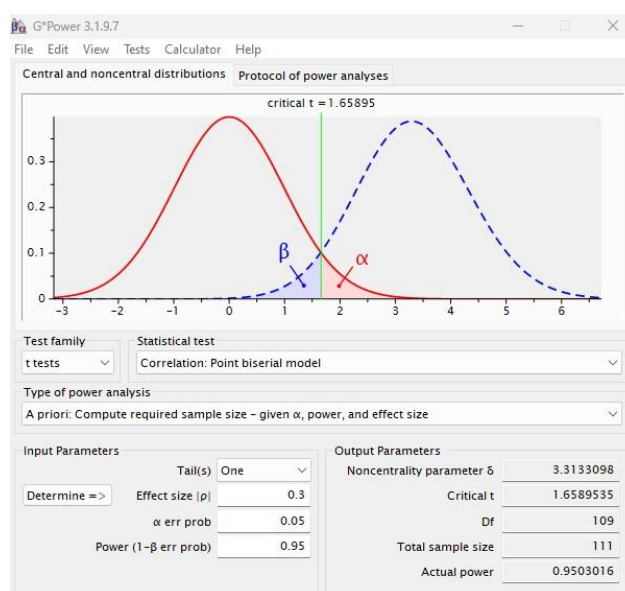 G*Power 3.1.9.7
File Edit View Tests Calculator Help
Central and noncentral distributions Protocol of power analyses
critical t = 1.65895
0.3
0.2
0.1
0
β
α
-3 -2 -1 0 1 2 3 4 5 6
Test family Statistical test
t tests Correlation: Point biserial model
Type of power analysis
A priori: Compute required sample size – given α, power, and effect size
Input Parameters Output Parameters
Tail(s) One Noncentrality parameter δ 3.3133098
Determine => Effect size |ρ| 0.3 Critical t 1.6589535
α err prob 0.05 Df 109
Power (1-β err prob) 0.95 Total sample size 111
Actual power 0.9503016